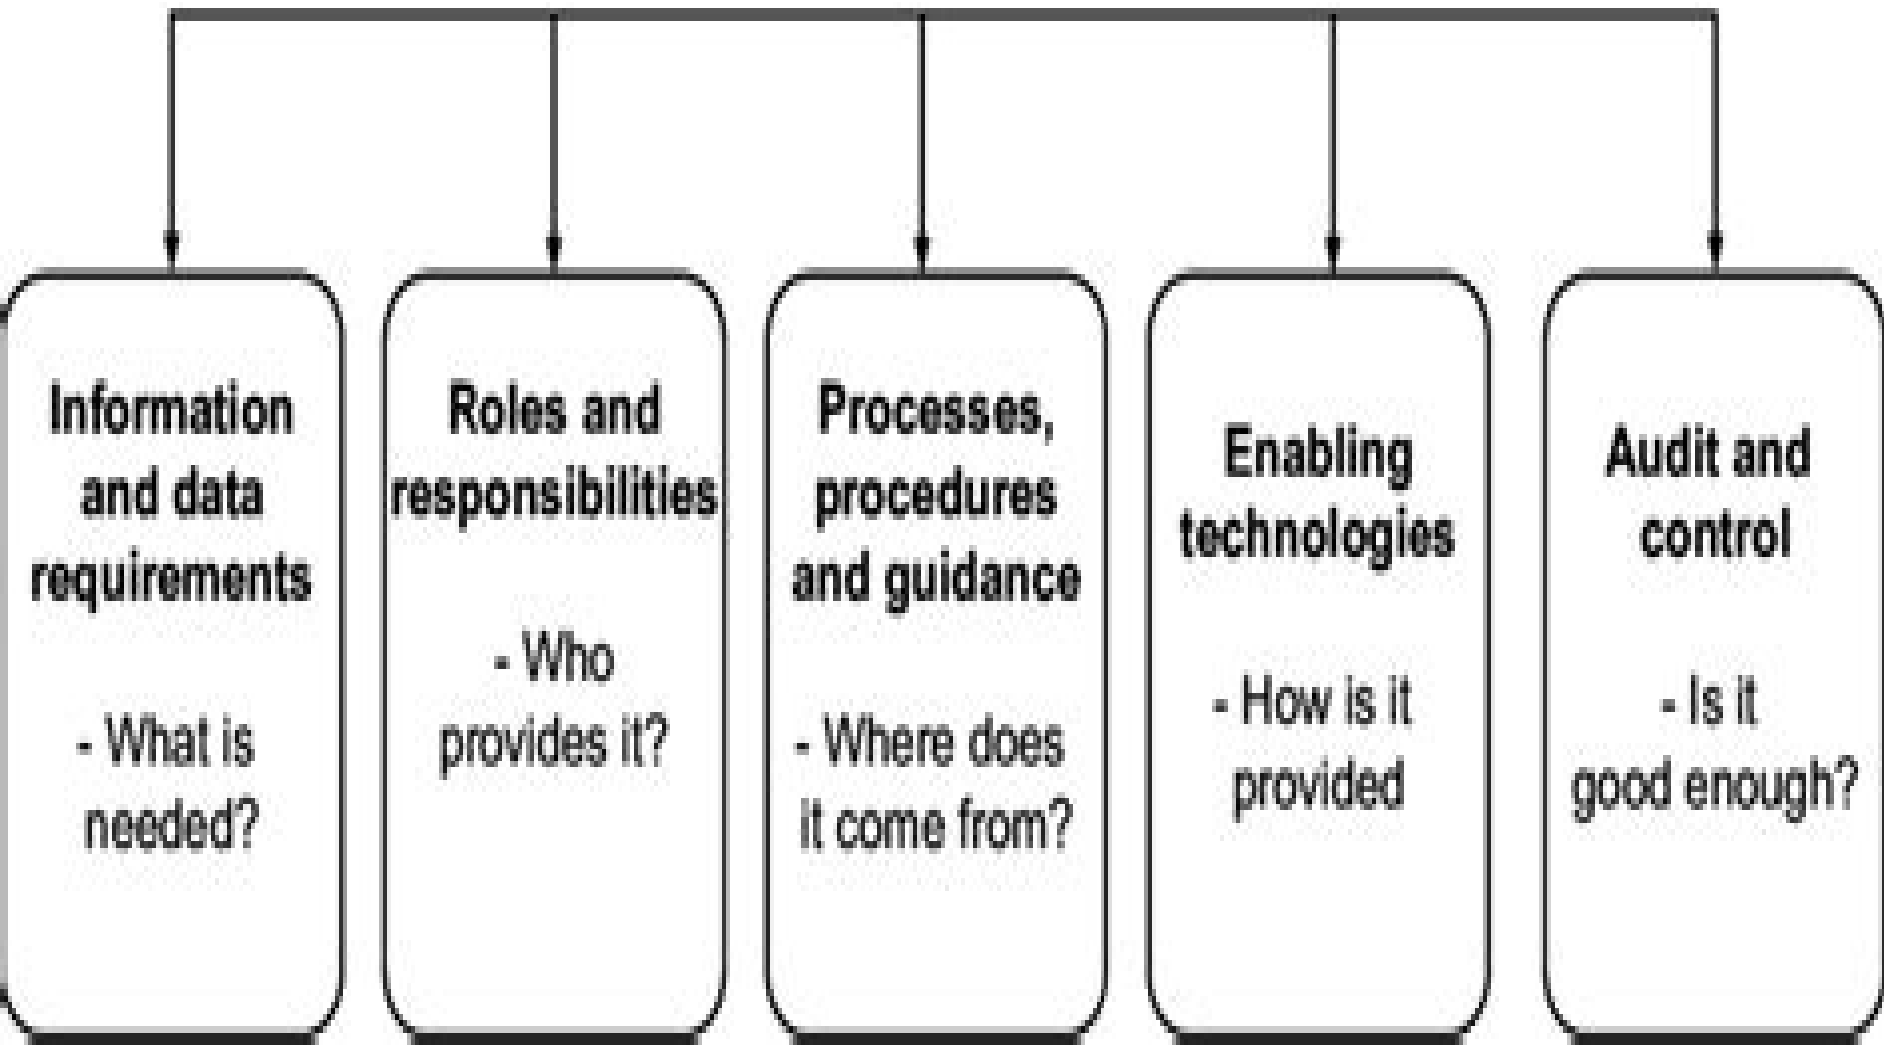 Information
and data
requirements
- What is
needed?
Roles and
responsibilities
- Who
provides it?
Processes,
procedures
and guidance
- Where does
it come from?
Enabling
technologies
- How is it
provided
Audit and
control
- Is it
good enough?